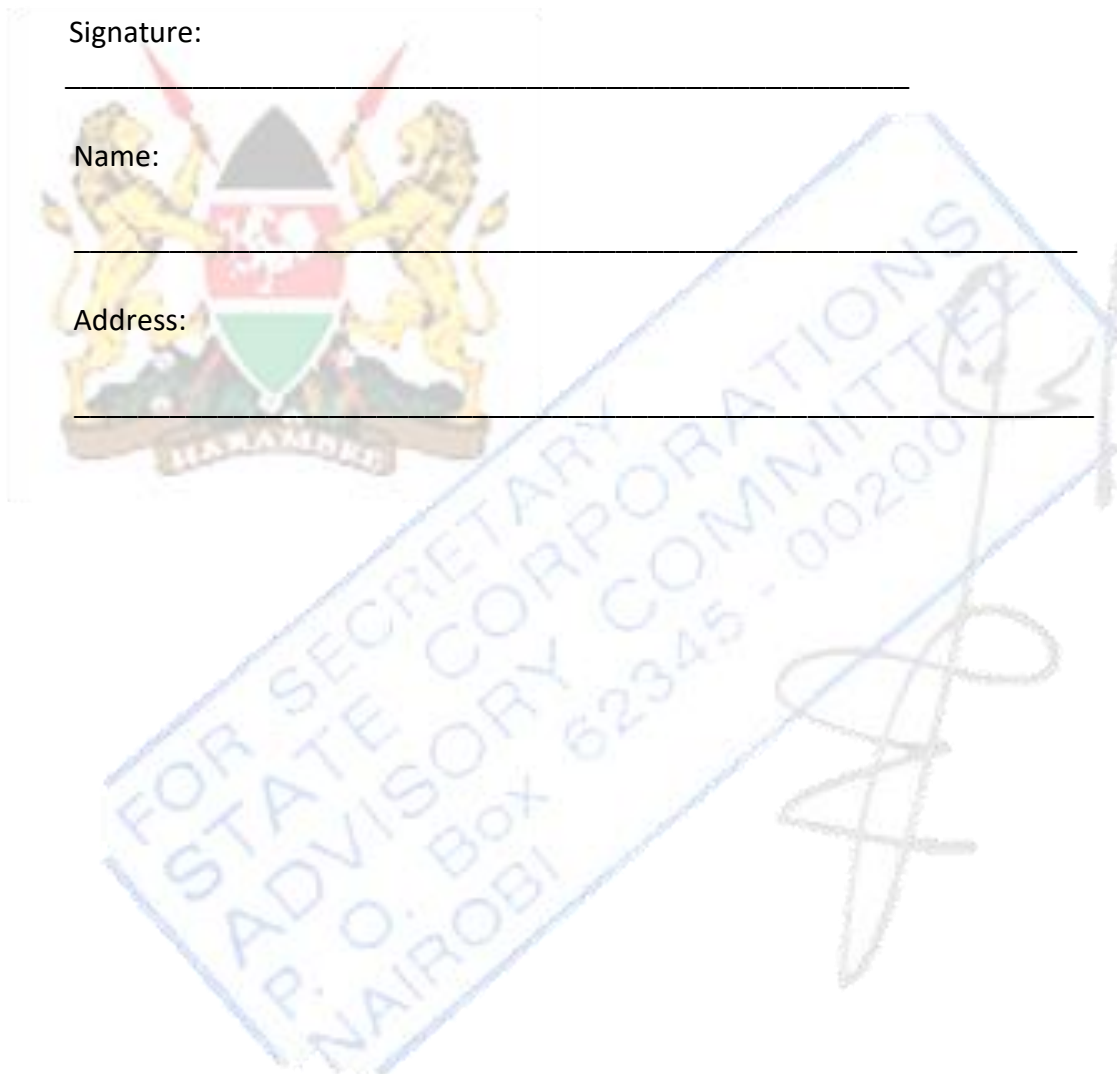 Signature:
Name:
Address:
HARAMBEE
FOR SECRETARY
STATE CORPORATIONS
ADVISORY COMMITTEE
P. O. Box 62345 - 00200
NAIROBI